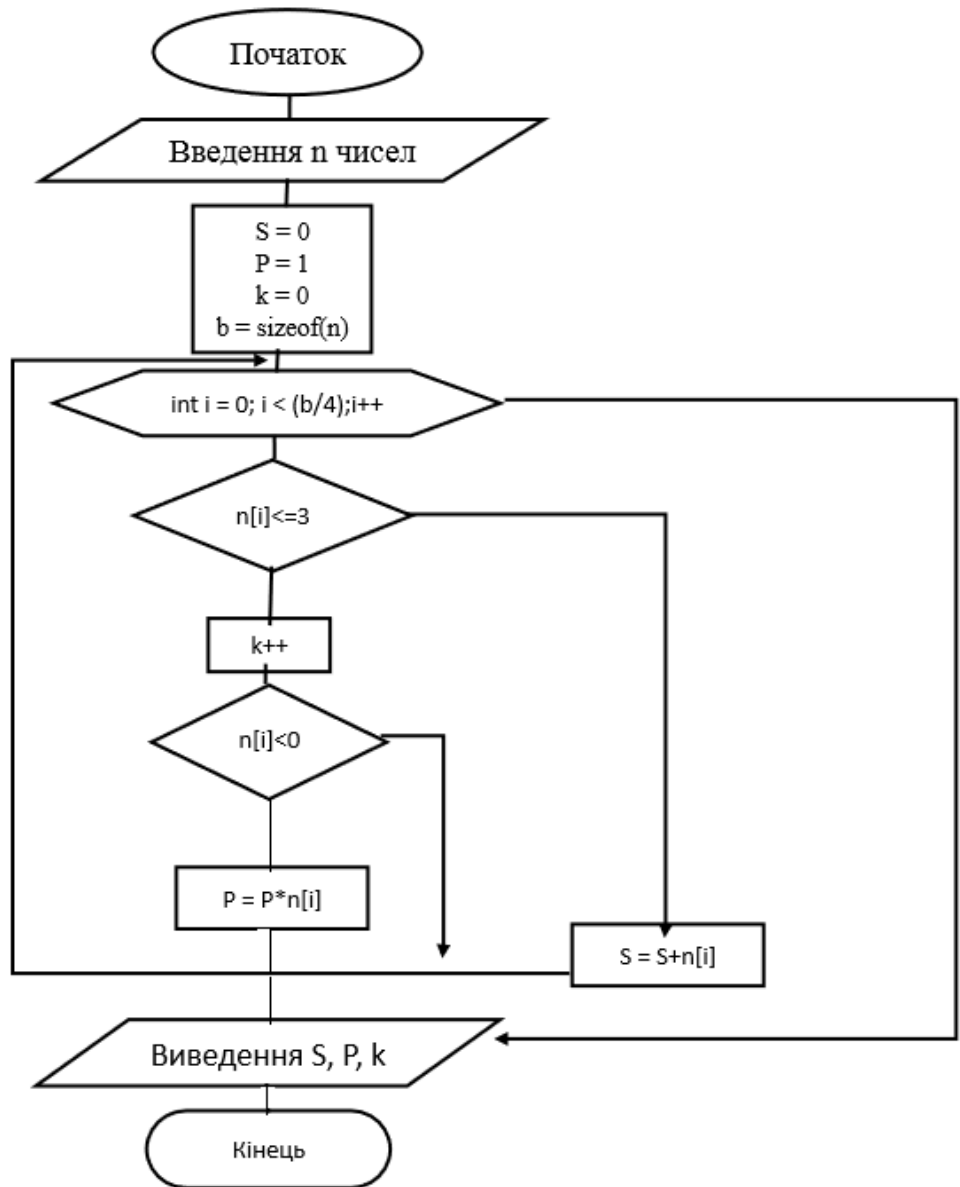 Початок
Введення n чисел
S = 0
P = 1
k = 0
b = sizeof(n)
int i = 0; i < (b/4);i++
n[i]<=3
k++
n[i]<0
P = P*n[i]
S = S+n[i]
Виведення S, P, k
Кінець